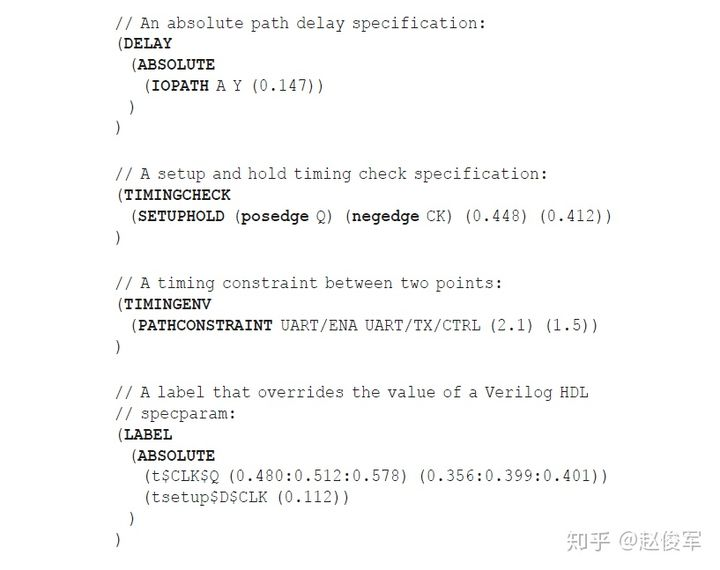 // An absolute path delay specification:
(DELAY
(ABSOLUTE
(IOPATH A Y (0.147))
)
)
// A setup and hold timing check specification:
(TIMINGCHECK
(SETUPHOLD (posedge Q) (negedge CK) (0.448) (0.412))
)
// A timing constraint between two points:
(TIMINGENV
(PATHCONSTRAINT UART/ENA UART/TX/CTRL (2.1) (1.5))
)
// A label that overrides the value of a Verilog HDL
// specparam:
(LABEL
(ABSOLUTE
(t$CLK$Q (0.480:0.512:0.578) (0.356:0.399:0.401))
(tsetup$D$CLK (0.112))
)
)
知乎 @赵俊军